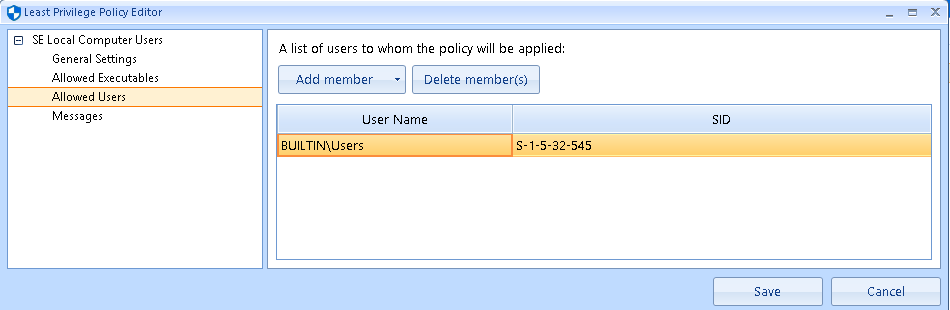 Least Privilege Policy Editor
SE Local Computer Users
General Settings
Allowed Executables
Allowed Users
Messages
A list of users to whom the policy will be applied:
Add member Delete member(s)
User Name SID
BUILTIN\Users S-1-5-32-545
Save Cancel